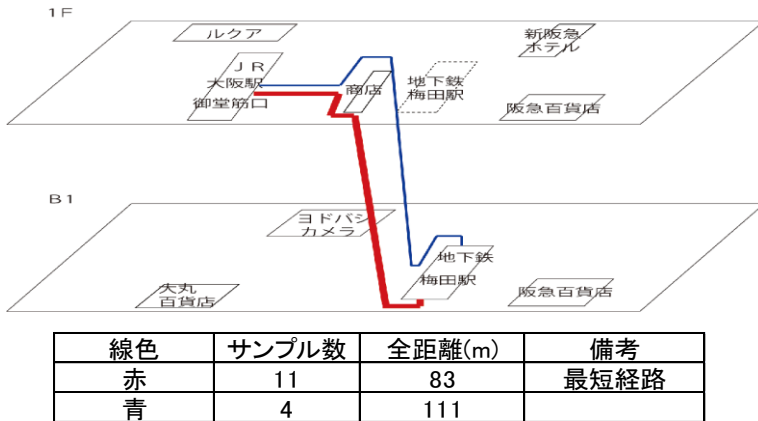 1F
ルクア
新阪急
ホテル
JR
大阪駅
御堂筋口
商店
地下鉄
梅田駅
阪急百貨店
B1
ヨドバシ
カメラ
地下鉄
梅田駅
大丸
百貨店
阪急百貨店
線色 サンプル数 全距離(m) 備考
赤 11 83 最短経路
青 4 111